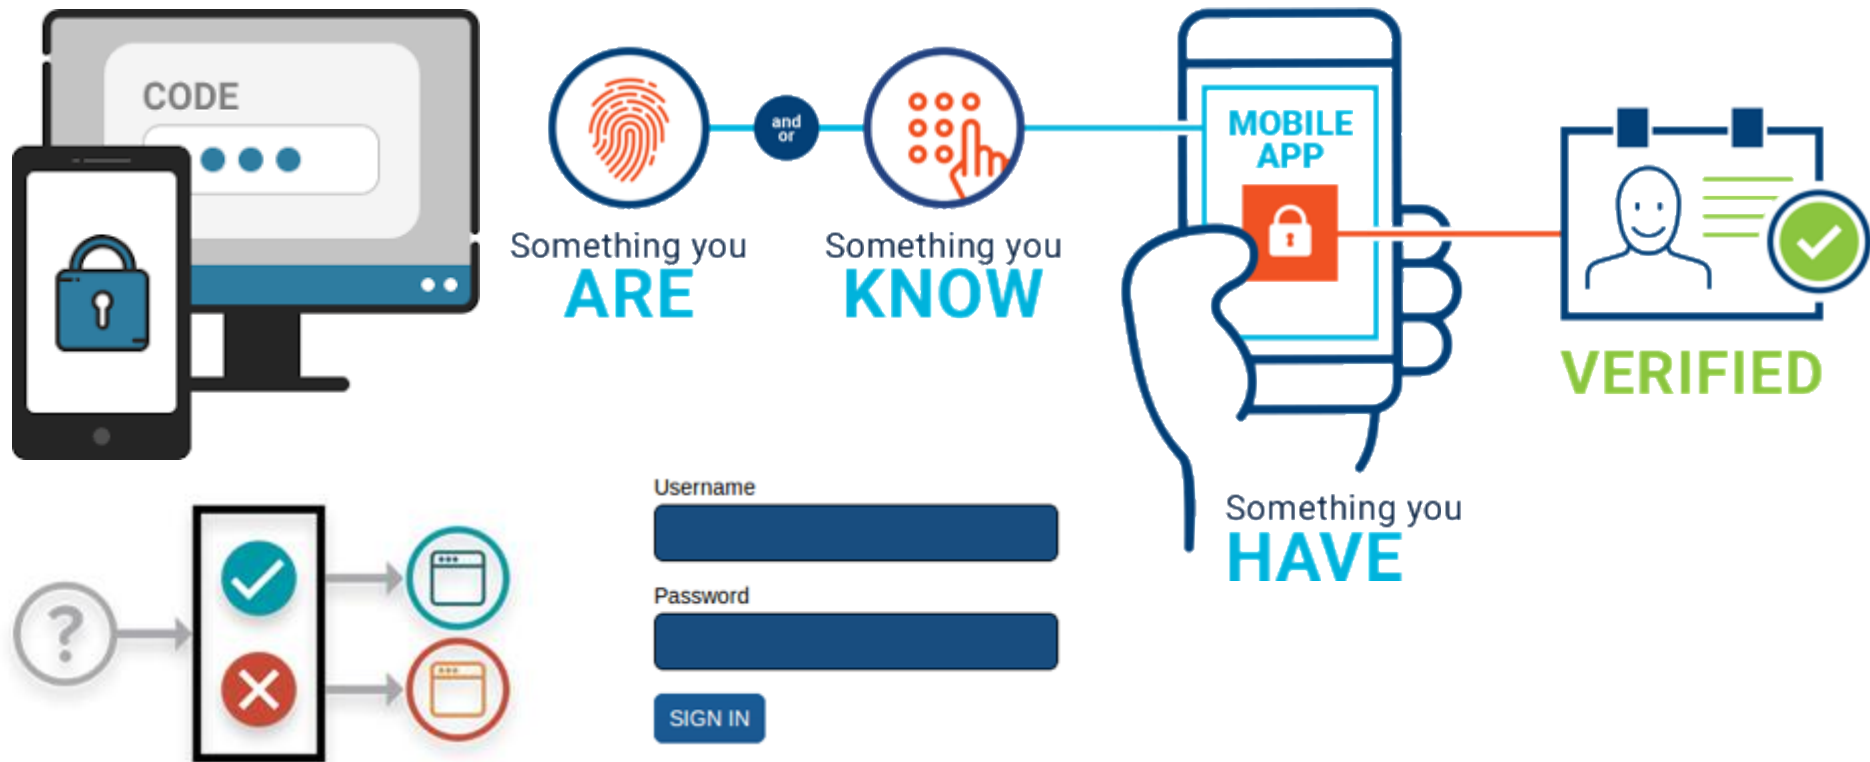 CODE
Something you
ARE
and
or
Something you
KNOW
MOBILE
APP
Something you
HAVE
VERIFIED
?
Username
Password
SIGN IN